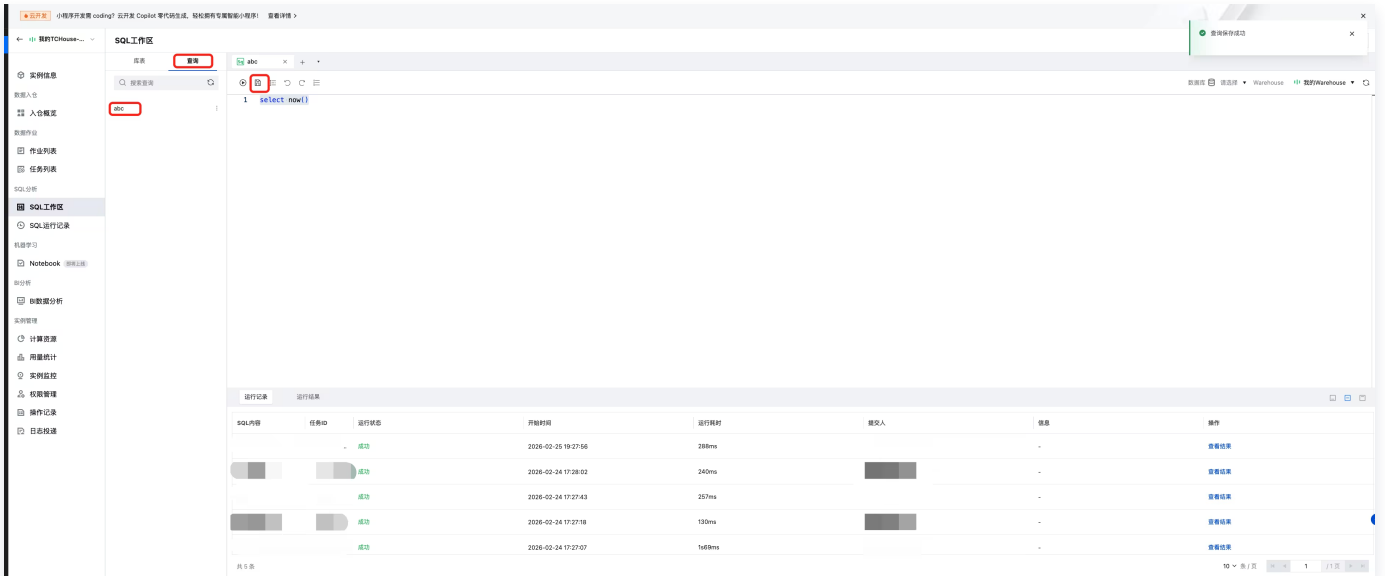 云开发 小程序开发需 coding? 云开发 Copilot 零代码生成，轻松拥有专属智能小程序! 查看详情 >
我的TCHouse-...
SQL工作区
查询保存成功
库表 查询
abc
搜索查询
数据库 请选择 Warehouse 我的Warehouse
1 select now()
abc
实例信息
数据入仓
入仓概览
数据作业
作业列表
任务列表
SQL分析
SQL工作区
SQL运行记录
机器学习
Notebook 即将上线
BI分析
BI数据分析
实例管理
计算资源
用量统计
实例监控
权限管理
操作记录
日志投递
运行记录 运行结果
SQL内容 任务ID 运行状态 开始时间 运行耗时 提交人 信息 操作
- 成功 2026-02-25 19:27:56 288ms - 查看结果
成功 2026-02-24 17:28:02 240ms - 查看结果
成功 2026-02-24 17:27:43 257ms - 查看结果
成功 2026-02-24 17:27:18 130ms - 查看结果
成功 2026-02-24 17:27:07 1s69ms - 查看结果
共 5 条
10 条 / 页 1 / 1 页